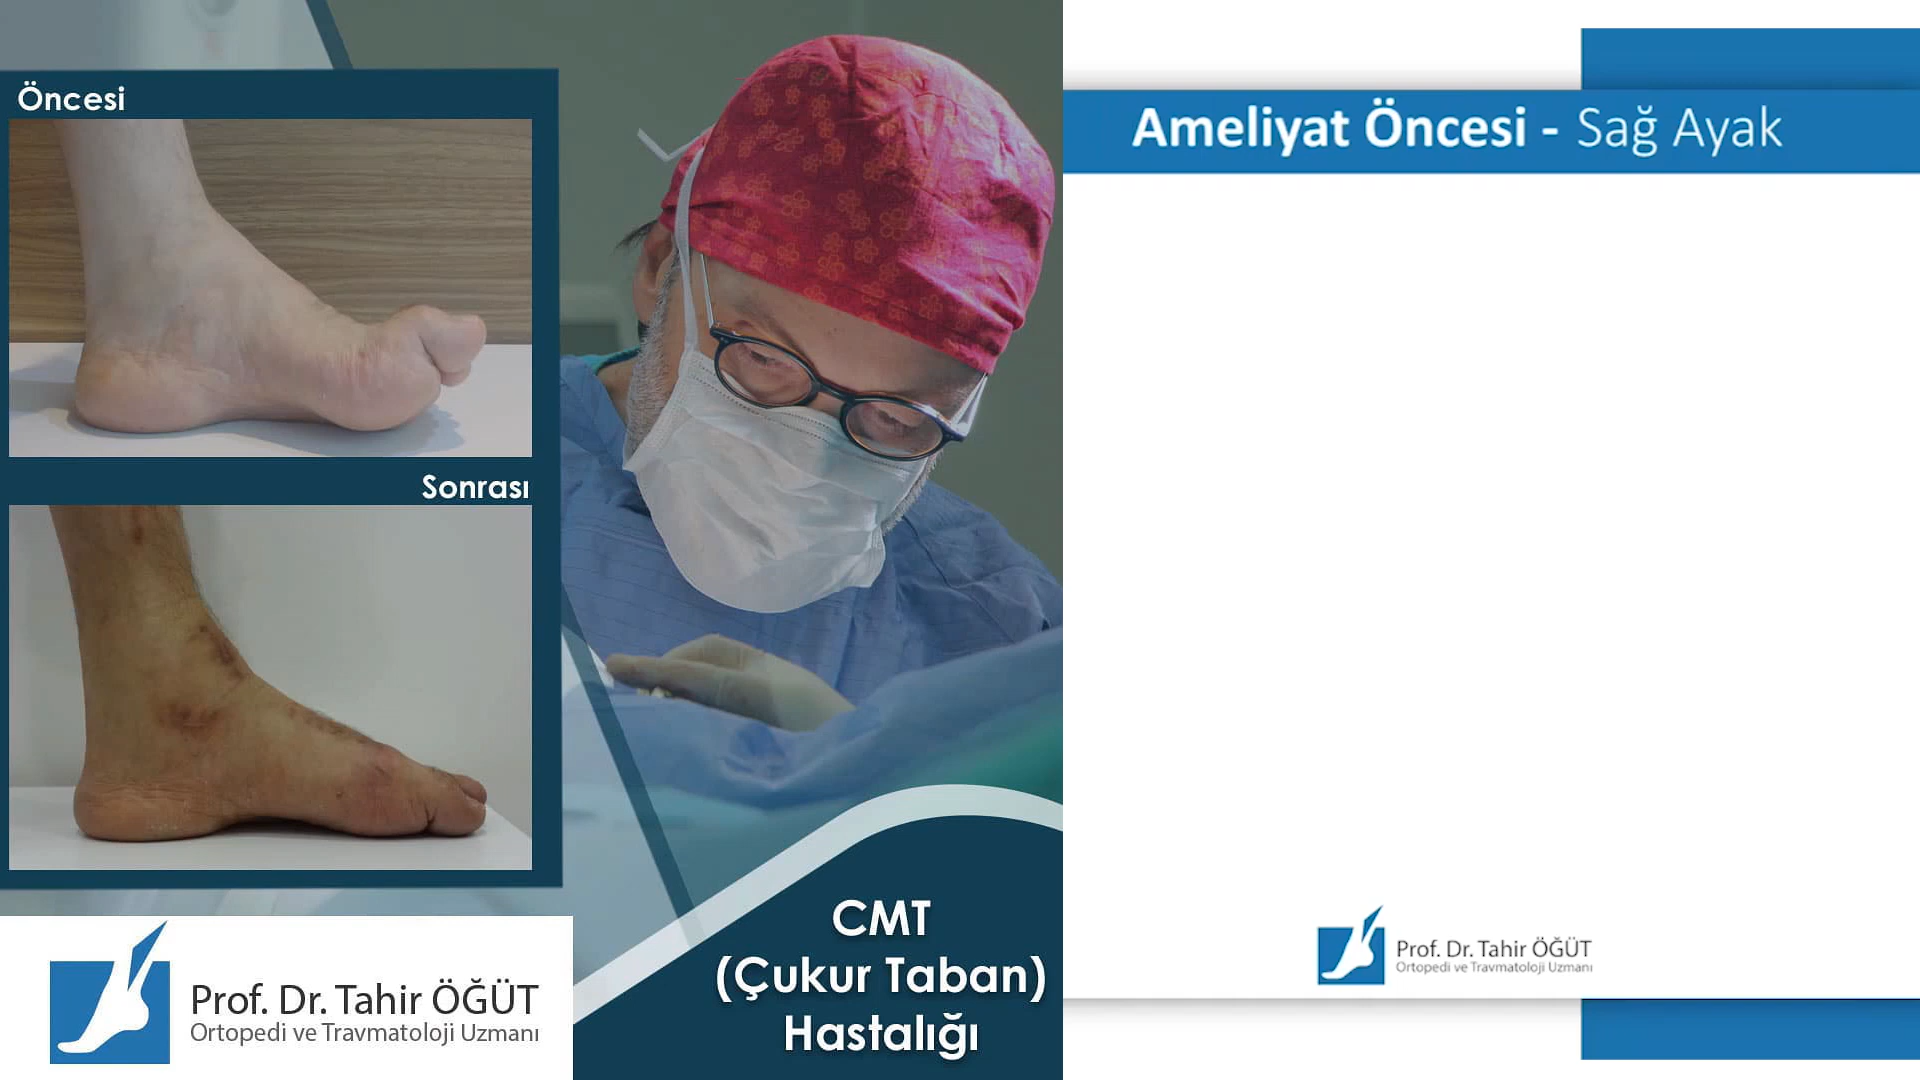 Öncesi
Sonrası
Prof. Dr. Tahir ÖĞÜT
Ortopedi ve Travmatoloji Uzmanı
CMT
(Çukur Taban)
Hastalığı
Ameliyat Öncesi - Sağ Ayak
Prof. Dr. Tahir ÖĞÜT
Ortopedi ve Travmatoloji Uzmanı